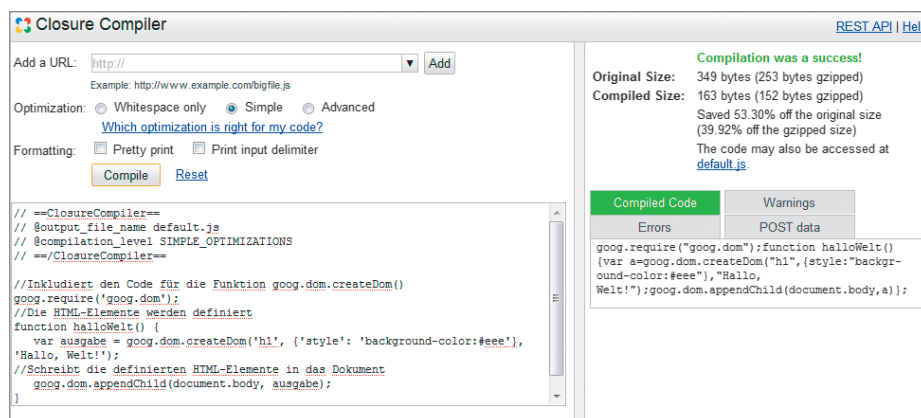 Closure Compiler
REST API | Hel
Add a URL: http:// Add
Example: http://www.example.com/bigfile.js
Optimization: Whitespace only Simple Advanced
Which optimization is right for my code?
Formatting: Pretty print Print input delimiter
Compile Reset
// ==ClosureCompiler==
// @output_file_name default.js
// @compilation_level SIMPLE_OPTIMIZATIONS
// ==/ClosureCompiler==
//Inkludiert den Code für die Funktion goog.dom.createDom()
goog.require('goog.dom');
//Die HTML-Elemente werden definiert
function halloWelt() {
var ausgabe = goog.dom.createDom('h1', {'style': 'background-color:#eee'},
'Hallo, Welt!');
//Schreibt die definierten HTML-Elemente in das Dokument
goog.dom.appendChild(document.body, ausgabe);
}
Compilation was a success!
Original Size: 349 bytes (253 bytes gzipped)
Compiled Size: 163 bytes (152 bytes gzipped)
Saved 53.30% off the original size
(39.92% off the gzipped size)
The code may also be accessed at
default.js.
Compiled Code Warnings
Errors POST data
goog.require("goog.dom");function halloWelt()
{var a=goog.dom.createDom("h1",{style:"backgr-
ound-color:#eee"},"Hallo,
Welt!");goog.dom.appendChild(document.body,a)};